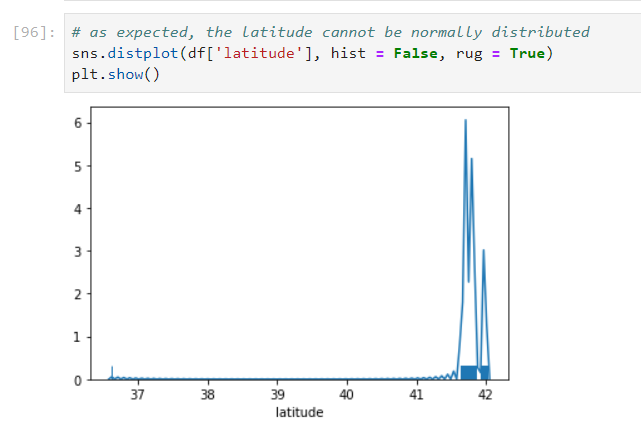 [96]: # as expected, the latitude cannot be normally distributed
sns.distplot(df['latitude'], hist = False, rug = True)
plt.show()
6
5
4
3
2
1
0
37 38 39 40 41 42
latitude